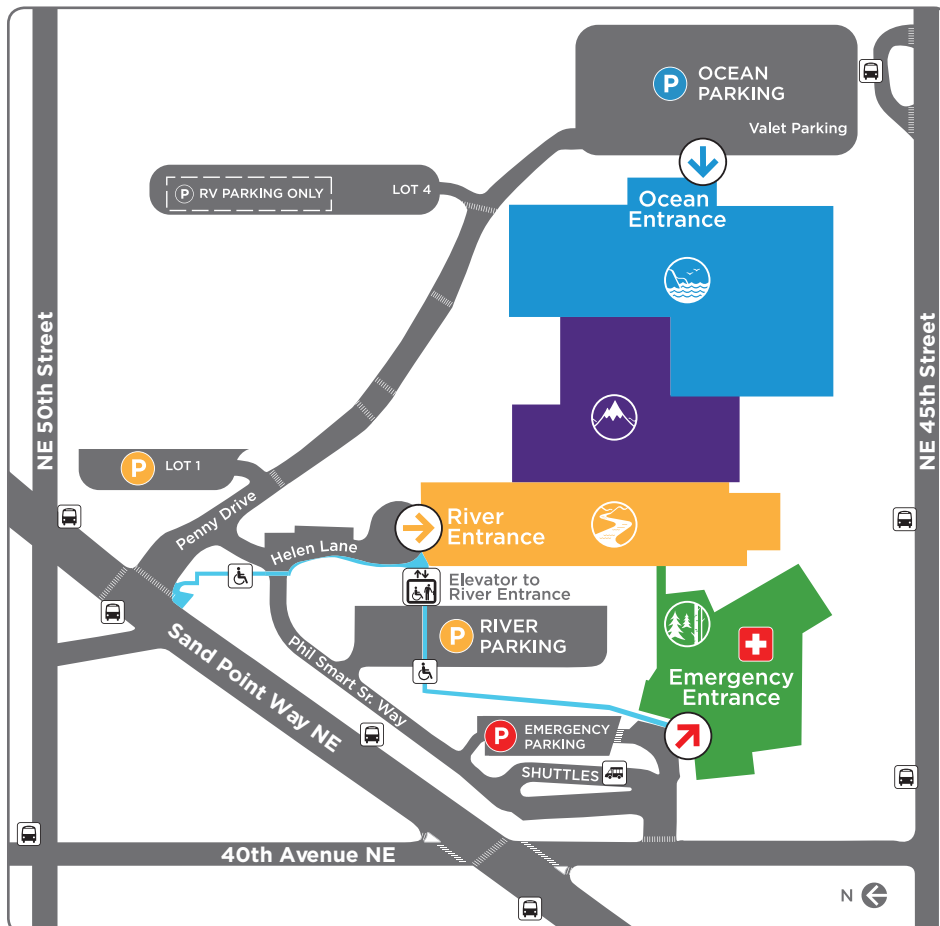 P
OCEAN
PARKING
Valet Parking
P RV PARKING ONLY
LOT 4
Ocean
Entrance
NE 50th Street
NE 45th Street
P
LOT 1
Penny Drive
Helen Lane
River
Entrance
Elevator to
River Entrance
P
RIVER
PARKING
Phil Smart Sr. Way
Sand Point Way NE
Emergency
Entrance
P
EMERGENCY
PARKING
SHUTTLES
40th Avenue NE
N